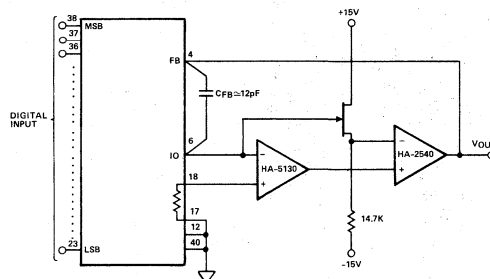 38
MSB
37
36
DIGITAL
INPUT
23
LSB
4
FB
CFB≃12pF
6
IO
18
17
12
40
+15V
−
HA-5130
+
−
HA-2540
+
VOU
14.7K
-15V